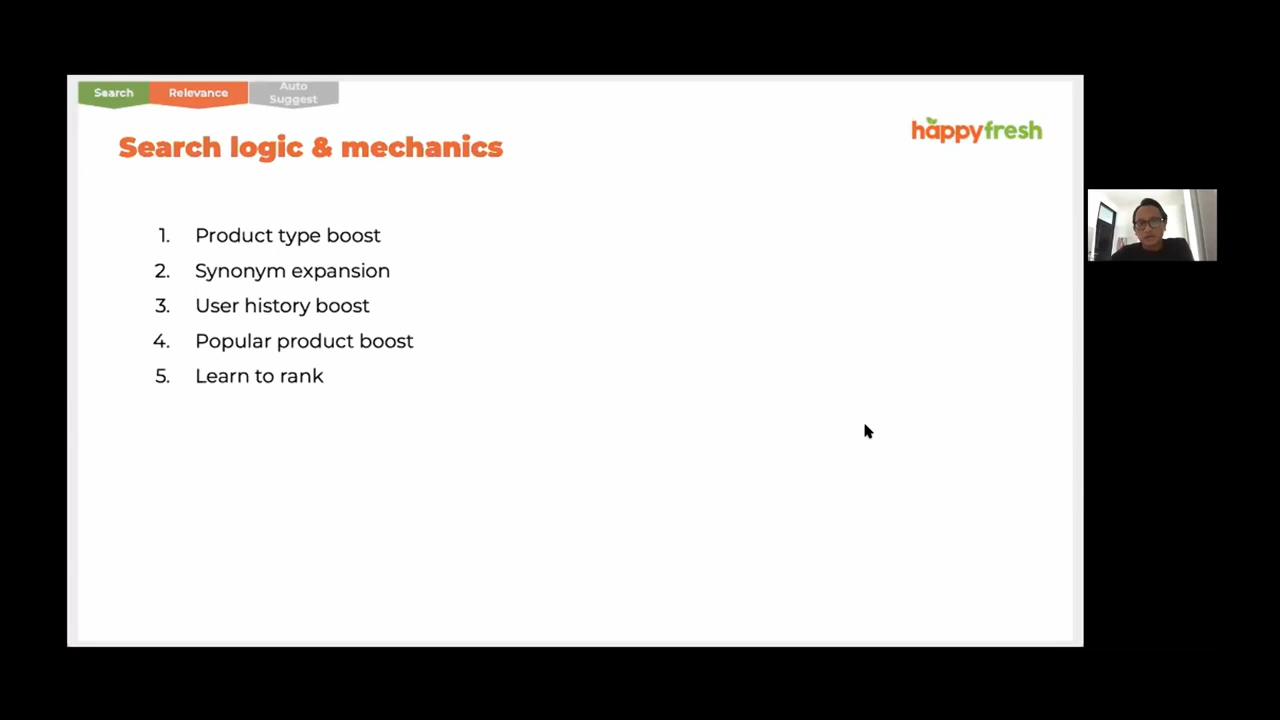 Search
Relevance
Auto
Suggest
happyfresh
Search logic & mechanics
1. Product type boost
2. Synonym expansion
3. User history boost
4. Popular product boost
5. Learn to rank